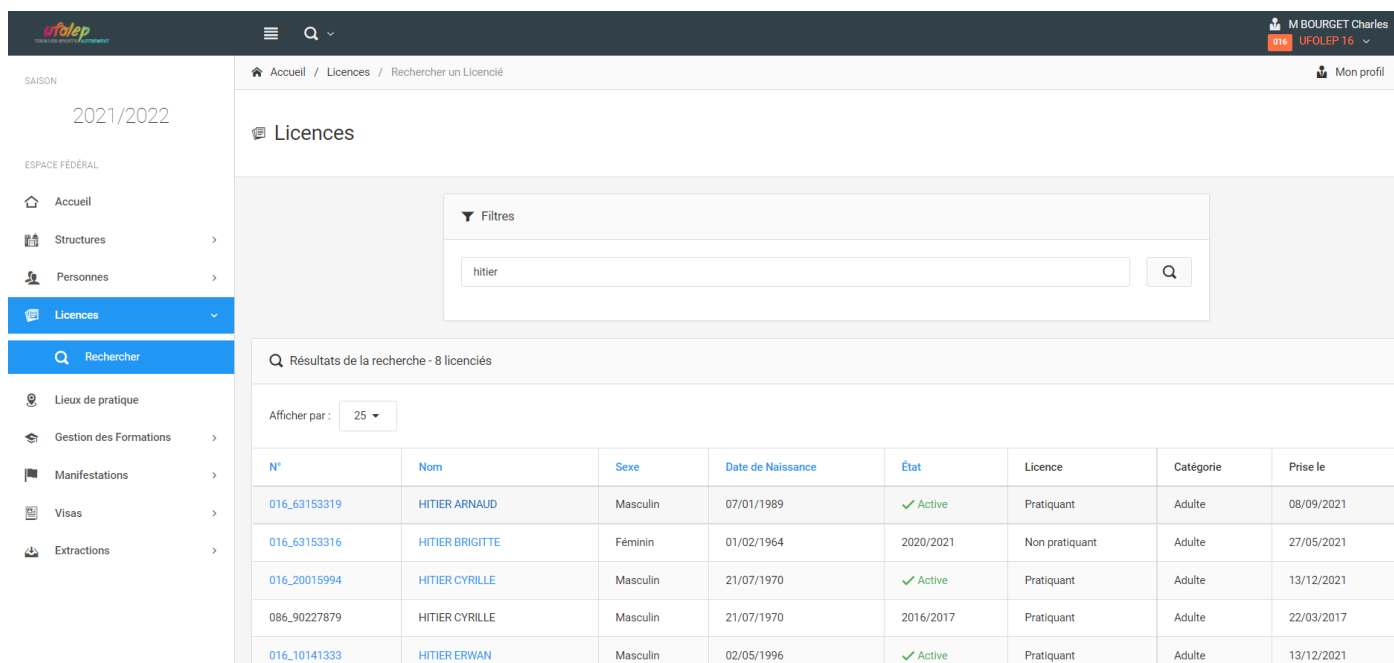 ufolep
TOUS LES SPORTS AUTREMENT
M BOURGET Charles
016 UFOLEP 16
SAISON
2021/2022
ESPACE FÉDÉRAL
Accueil
Structures
Personnes
Licences
Rechercher
Lieux de pratique
Gestion des Formations
Manifestations
Visas
Extractions
Accueil / Licences / Rechercher un Licencié
Mon profil
Licences
Filtres
hitier
Résultats de la recherche - 8 licenciés
Afficher par : 25
N° Nom Sexe Date de Naissance État Licence Catégorie Prise le
016_63153319 HITIER ARNAUD Masculin 07/01/1989 Active Pratiquant Adulte 08/09/2021
016_63153316 HITIER BRIGITTE Féminin 01/02/1964 2020/2021 Non pratiquant Adulte 27/05/2021
016_20015994 HITIER CYRILLE Masculin 21/07/1970 Active Pratiquant Adulte 13/12/2021
086_90227879 HITIER CYRILLE Masculin 21/07/1970 2016/2017 Pratiquant Adulte 22/03/2017
016_10141333 HITIER ERWAN Masculin 02/05/1996 Active Pratiquant Adulte 13/12/2021